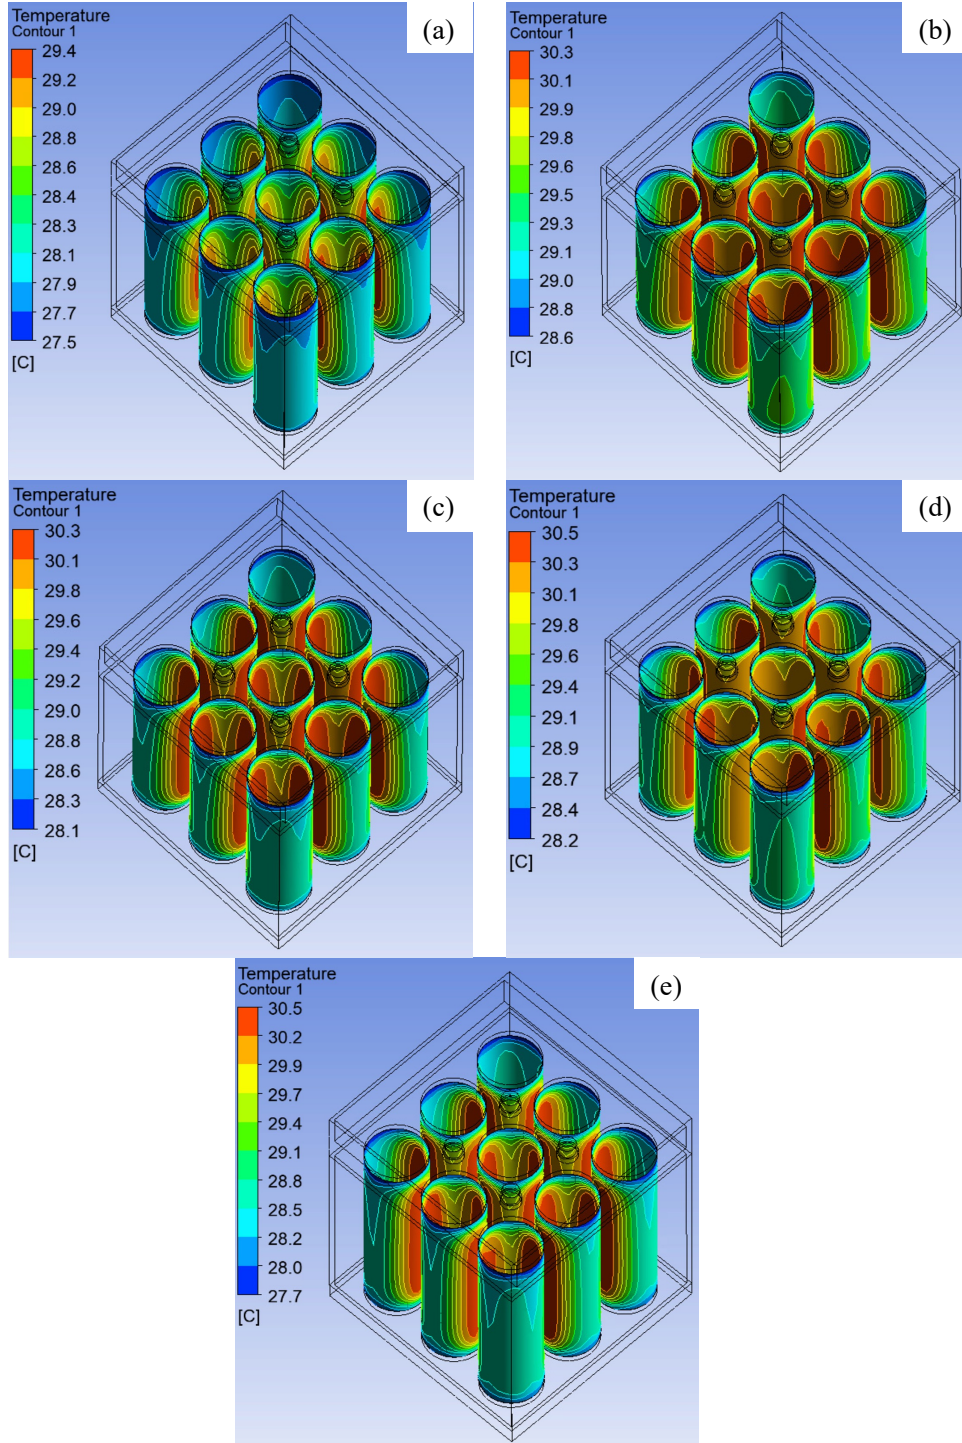 Temperature
Contour 1
(a)
29.4
29.2
29.0
28.8
28.6
28.4
28.3
28.1
27.9
27.7
27.5
[C]
Temperature
Contour 1
(b)
30.3
30.1
29.9
29.8
29.6
29.5
29.3
29.1
29.0
28.8
28.6
[C]
Temperature
Contour 1
(c)
30.3
30.1
29.8
29.6
29.4
29.2
29.0
28.8
28.6
28.3
28.1
[C]
Temperature
Contour 1
(d)
30.5
30.3
30.1
29.8
29.6
29.4
29.1
28.9
28.7
28.4
28.2
[C]
Temperature
Contour 1
(e)
30.5
30.2
29.9
29.7
29.4
29.1
28.8
28.5
28.2
28.0
27.7
[C]